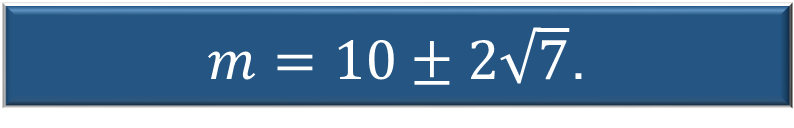 m = 10 ± 2√7.